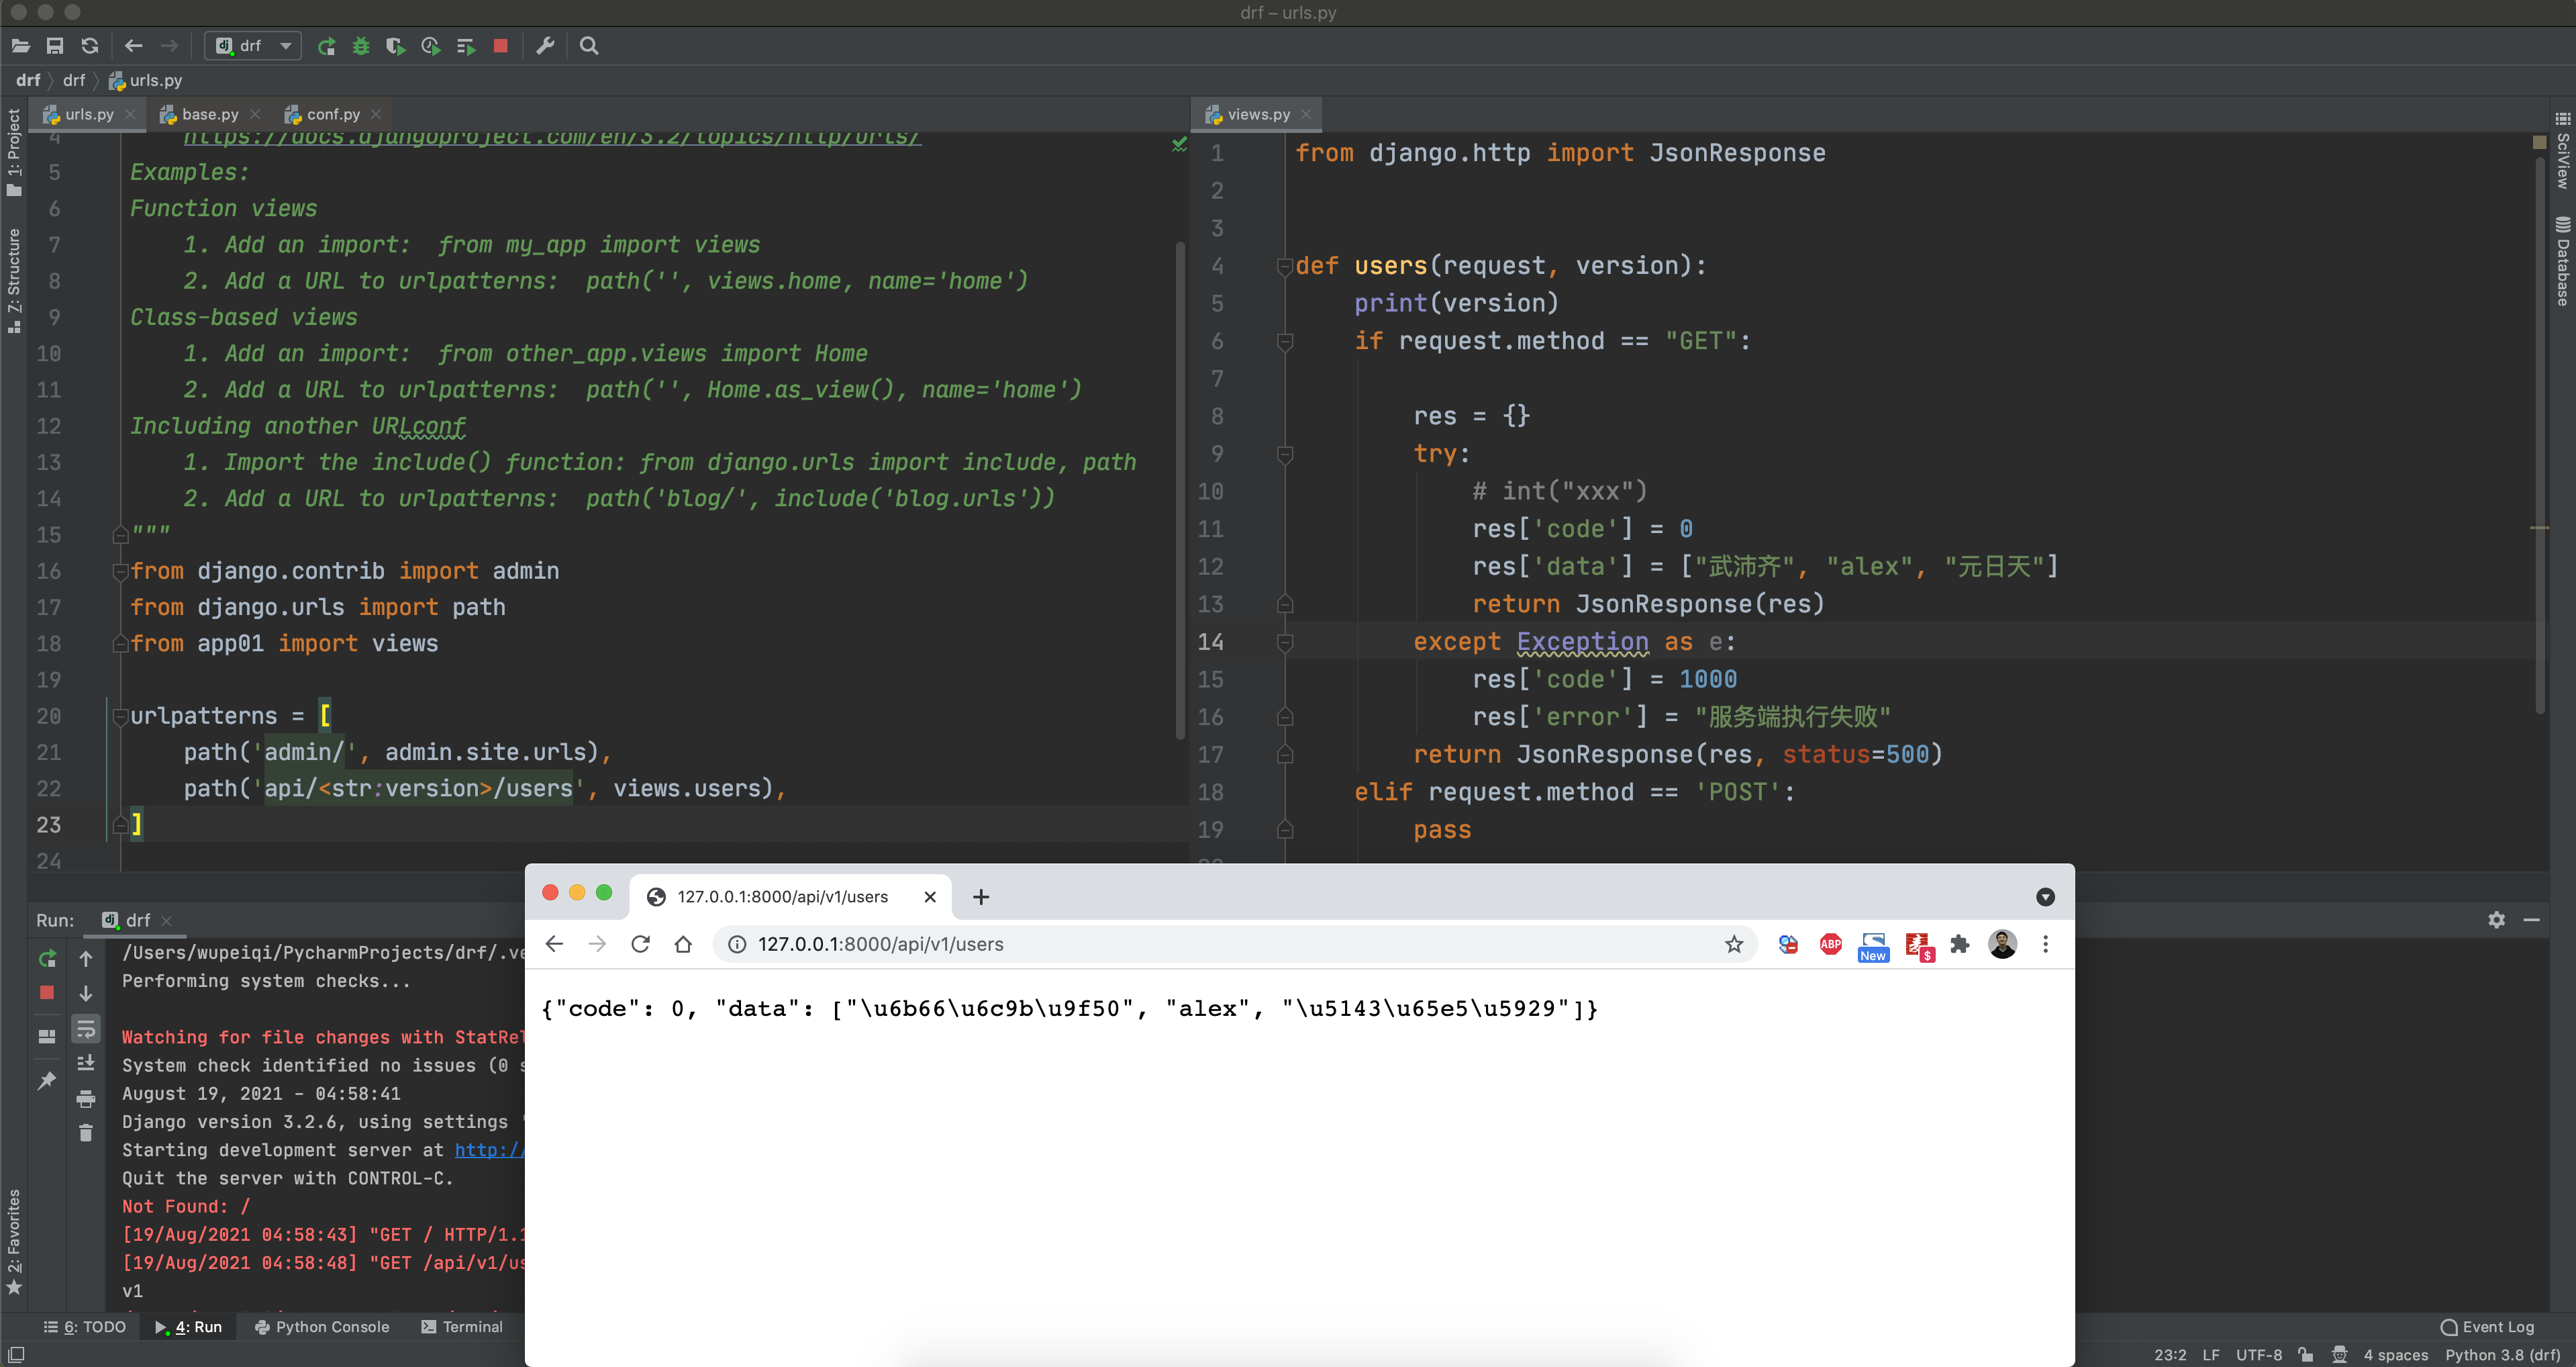 drf – urls.py
drf
drf drf urls.py
1: Project
7: Structure
2: Favorites
urls.py base.py conf.py
4 https://docs.djangoproject.com/en/3.2/topics/http/urls/
5 Examples:
6 Function views
7 1. Add an import:  from my_app import views
8 2. Add a URL to urlpatterns:  path('', views.home, name='home')
9 Class-based views
10 1. Add an import:  from other_app.views import Home
11 2. Add a URL to urlpatterns:  path('', Home.as_view(), name='home')
12 Including another URLconf
13 1. Import the include() function: from django.urls import include, path
14 2. Add a URL to urlpatterns:  path('blog/', include('blog.urls'))
15 """
16 from django.contrib import admin
17 from django.urls import path
18 from app01 import views
19
20 urlpatterns = [
21 path('admin/', admin.site.urls),
22 path('api/<str:version>/users', views.users),
23 ]
24
views.py
1 from django.http import JsonResponse
2
3
4 def users(request, version):
5 print(version)
6 if request.method == "GET":
7
8 res = {}
9 try:
10 # int("xxx")
11 res['code'] = 0
12 res['data'] = ["武沛齐", "alex", "元日天"]
13 return JsonResponse(res)
14 except Exception as e:
15 res['code'] = 1000
16 res['error'] = "服务端执行失败"
17 return JsonResponse(res, status=500)
18 elif request.method == 'POST':
19 pass
SciView
Database
Run: drf
/Users/wupeiqi/PycharmProjects/drf/.ve
Performing system checks...
Watching for file changes with StatRel
System check identified no issues (0 s
August 19, 2021 - 04:58:41
Django version 3.2.6, using settings '
Starting development server at http://
Quit the server with CONTROL-C.
Not Found: /
[19/Aug/2021 04:58:43] "GET / HTTP/1.1
[19/Aug/2021 04:58:48] "GET /api/v1/us
v1
127.0.0.1:8000/api/v1/users
127.0.0.1:8000/api/v1/users
ABP
New
$
{"code": 0, "data": ["\u6b66\u6c9b\u9f50", "alex", "\u5143\u65e5\u5929"]}
6: TODO 4: Run Python Console Terminal
Event Log
23:2 LF UTF-8 4 spaces Python 3.8 (drf)